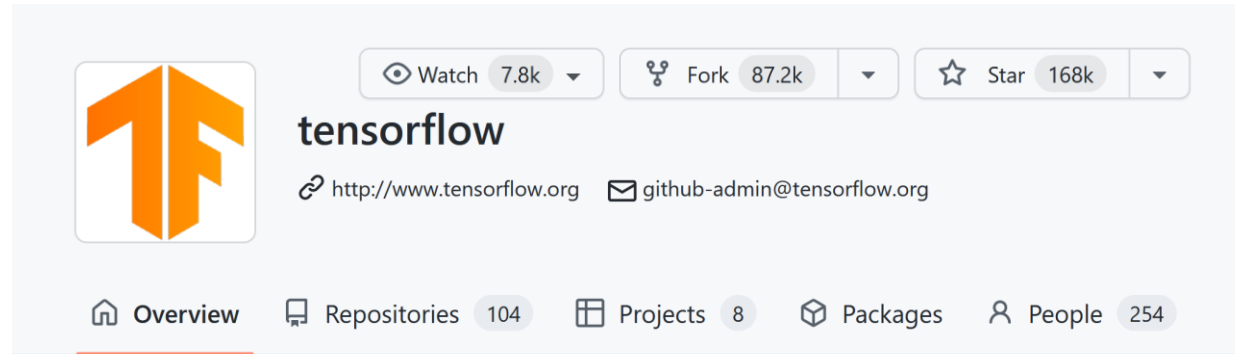 Watch 7.8k Fork 87.2k Star 168k
tensorflow
http://www.tensorflow.org github-admin@tensorflow.org
Overview Repositories 104 Projects 8 Packages People 254